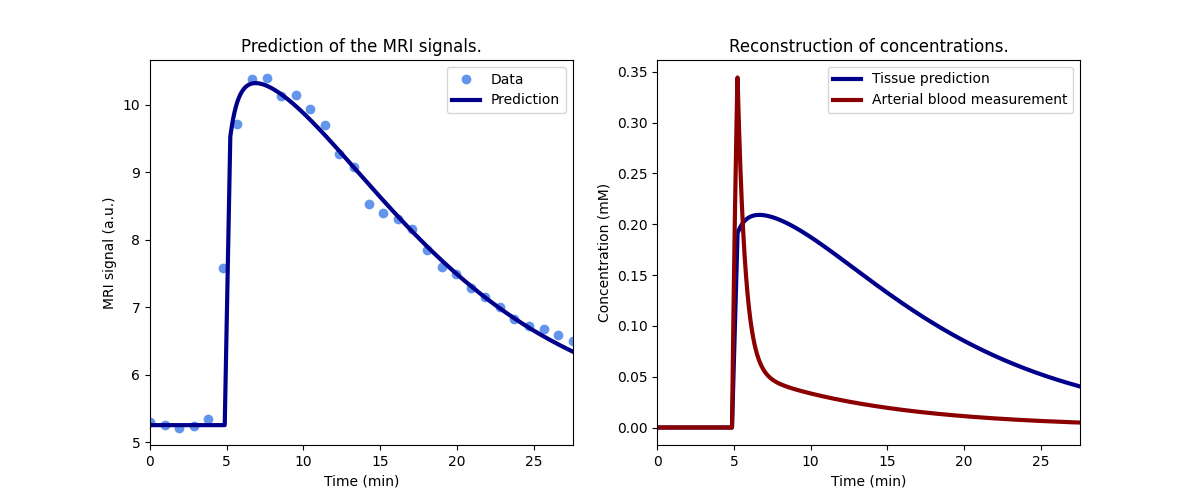 Prediction of the MRI signals.
Data
Prediction
10
9
8
7
6
5
MRI signal (a.u.)
0 5 10 15 20 25
Time (min)
Reconstruction of concentrations.
Tissue prediction
Arterial blood measurement
0.35
0.30
0.25
0.20
0.15
0.10
0.05
0.00
Concentration (mM)
0 5 10 15 20 25
Time (min)